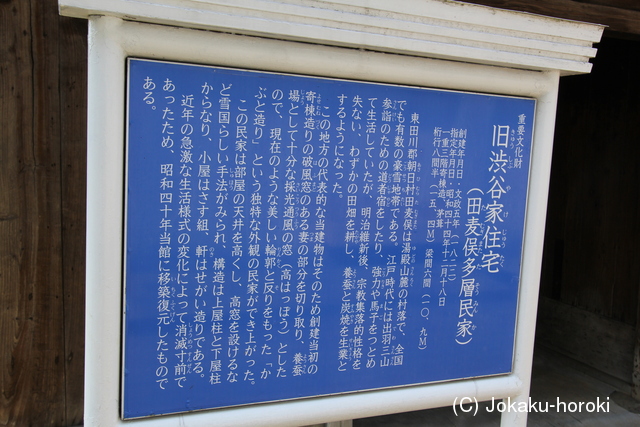 重要文化財
旧渋谷家住宅
(田麦俣多層民家)
創建年月日・文政五年(一八二二)
指定年月日・昭和四十四年十二月十八日
一重三階寄棟造、茅葺
桁行八間半(一五、四M) 梁間六間(一〇、九M)
東田川郡朝日村田麦俣は湯殿山麓の村落で、全国
でも有数の豪雪地帯である。江戸時代には出羽三山
参詣のための道者宿をしたり、強力や馬子をつとめ
て生活していたが、明治維新後、宗教集落的性格を
失ない、わずかの田畑を耕し、養蚕と炭焼を生業と
するようになった。
この地方の代表的な当建物はそのため創建当初の
寄棟造りの破風窓のある妻の部分を切り取り、養蚕
場として十分な採光通風の窓(高はっぽう)とした
ので、現在のような美しい輪郭と反りをもった「か
ぶと造り」という独特な外観の民家ができ上がった。
この民家は部屋の天井を高くし、高窓を設けるな
ど雪国らしい手法がみられ、構造は上屋柱と下屋柱
からなり、小屋はさす組、軒はせがい造りである。
近年の急激な生活様式の変化によって消滅寸前で
あったため、昭和四十年当館に移築復元したもので
ある。
(C) Jokaku-horoki